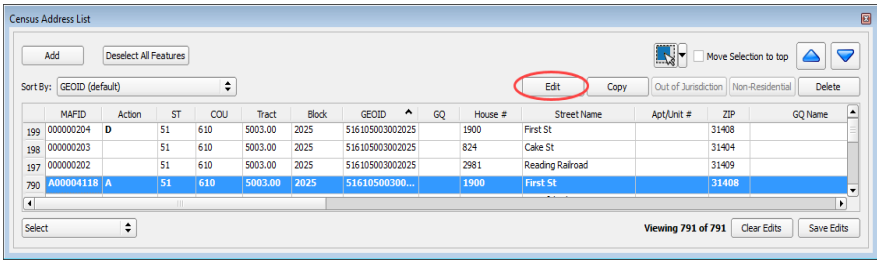 Census Address List
Add Deselect All Features Move Selection to top
Sort By: GEOID (default) Edit Copy Out of Jurisdiction Non-Residential Delete
MAFID Action ST COU Tract Block GEOID GQ House # Street Name Apt/Unit # ZIP GQ Name
199 000000204 D 51 610 5003.00 2025 516105003002025 1900 First St 31408
198 000000203 51 610 5003.00 2025 516105003002025 824 Cake St 31404
197 000000202 51 610 5003.00 2025 516105003002025 2981 Reading Railroad 31409
790 A00004118 A 51 610 5003.00 2025 51610500300... 1900 First St 31408
Select Viewing 791 of 791 Clear Edits Save Edits